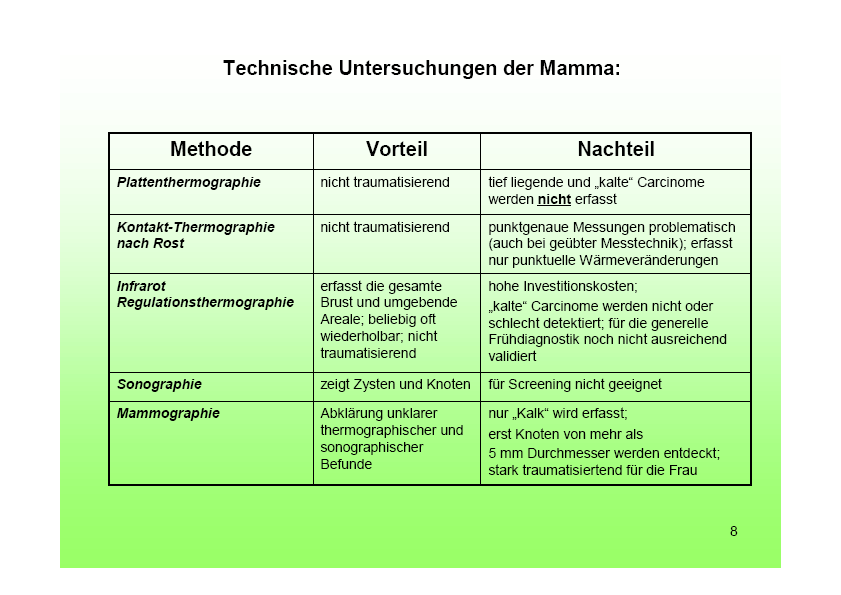 Technische Untersuchungen der Mamma:
Methode
Vorteil
Nachteil
Plattenthermographie
nicht traumatisierend
tief liegende und „kalte“ Carcinome
werden nicht erfasst
Kontakt-Thermographie
nach Rost
nicht traumatisierend
punktgenaue Messungen problematisch
(auch bei geübter Messtechnik); erfasst
nur punktuelle Wärmeveränderungen
Infrarot
Regulationsthermographie
erfasst die gesamte
Brust und umgebende
Areale; beliebig oft
wiederholbar; nicht
traumatisierend
hohe Investitionskosten;
„kalte“ Carcinome werden nicht oder
schlecht detektiert; für die generelle
Frühdiagnostik noch nicht ausreichend
validiert
Sonographie
zeigt Zysten und Knoten
für Screening nicht geeignet
Mammographie
Abklärung unklarer
thermographischer und
sonographischer
Befunde
nur „Kalk“ wird erfasst;
erst Knoten von mehr als
5 mm Durchmesser werden entdeckt;
stark traumatisiertend für die Frau
8